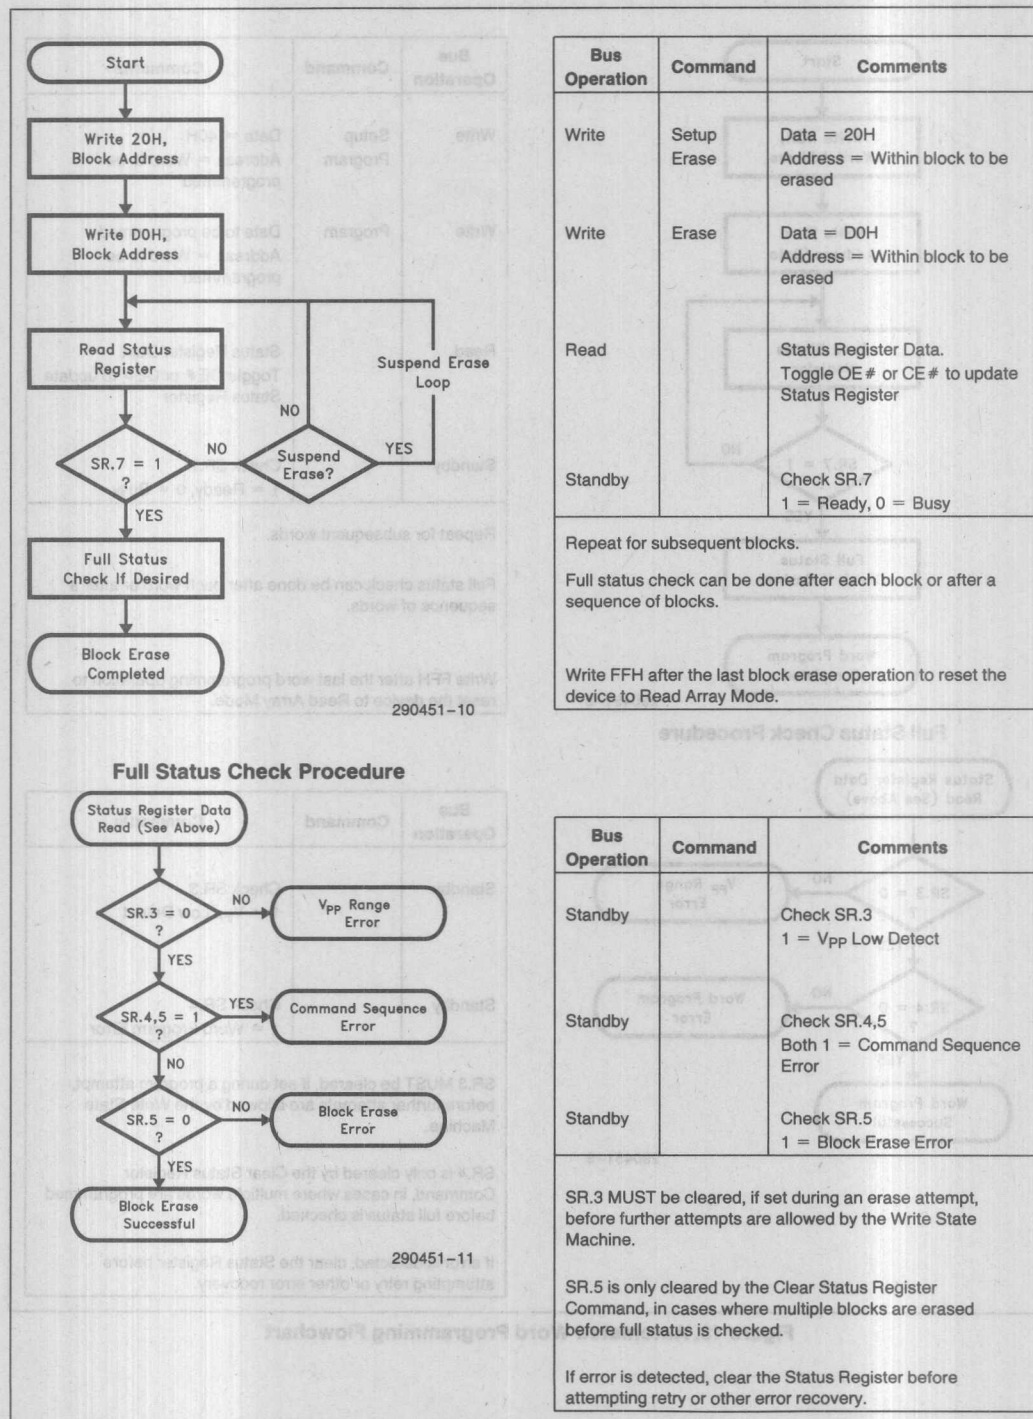 Start
Write 20H,
Block Address
Write D0H,
Block Address
Read Status
Register
Suspend Erase
Loop
NO
SR.7 = 1
?
NO
Suspend
Erase?
YES
YES
Full Status
Check If Desired
Block Erase
Completed
290451-10
Bus
Operation
Command
Comments
Write
Setup
Erase
Data = 20H
Address = Within block to be
erased
Write
Erase
Data = D0H
Address = Within block to be
erased
Read
Status Register Data.
Toggle OE# or CE# to update
Status Register
Standby
Check SR.7
1 = Ready, 0 = Busy
Repeat for subsequent blocks.
Full status check can be done after each block or after a
sequence of blocks.
Write FFH after the last block erase operation to reset the
device to Read Array Mode.
Full Status Check Procedure
Status Register Data
Read (See Above)
SR.3 = 0
?
NO
VPP Range
Error
YES
SR.4,5 = 1
?
YES
Command Sequence
Error
NO
SR.5 = 0
?
NO
Block Erase
Error
YES
Block Erase
Successful
290451-11
Bus
Operation
Command
Comments
Standby
Check SR.3
1 = VPP Low Detect
Standby
Check SR.4,5
Both 1 = Command Sequence
Error
Standby
Check SR.5
1 = Block Erase Error
SR.3 MUST be cleared, if set during an erase attempt,
before further attempts are allowed by the Write State
Machine.
SR.5 is only cleared by the Clear Status Register
Command, in cases where multiple blocks are erased
before full status is checked.
If error is detected, clear the Status Register before
attempting retry or other error recovery.